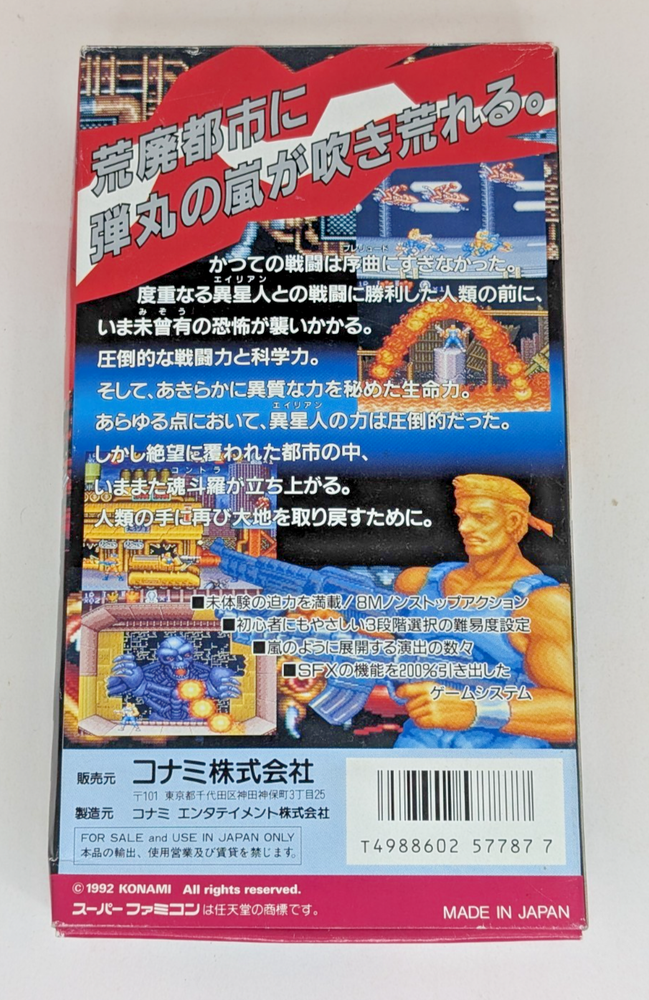 荒廃都市に
弾丸の嵐が吹き荒れる。
プレリュード
かつての戦闘は序曲にすぎなかった。
エイリアン
度重なる異星人との戦闘に勝利した人類の前に、
みぞう
いま未曾有の恐怖が襲いかかる。
圧倒的な戦闘力と科学力。
そして、あきらかに異質な力を秘めた生命力。
エイリアン
あらゆる点において、異星人の力は圧倒的だった。
しかし絶望に覆われた都市の中、
コントラ
いままた魂斗羅が立ち上がる。
人類の手に再び大地を取り戻すために。
■未体験の迫力を満載！8Mノンストップアクション
■初心者にもやさしい3段階選択の難易度設定
■嵐のように展開する演出の数々
■SFXの機能を200%引き出した
ゲームシステム
販売元 コナミ株式会社
〒101 東京都千代田区神田神保町3丁目25
製造元 コナミ エンタテイメント株式会社
FOR SALE and USE IN JAPAN ONLY
本品の輸出、使用営業及び賃貸を禁じます。
T4988602 57787 7
©1992 KONAMI All rights reserved.
スーパーファミコンは任天堂の商標です。
MADE IN JAPAN